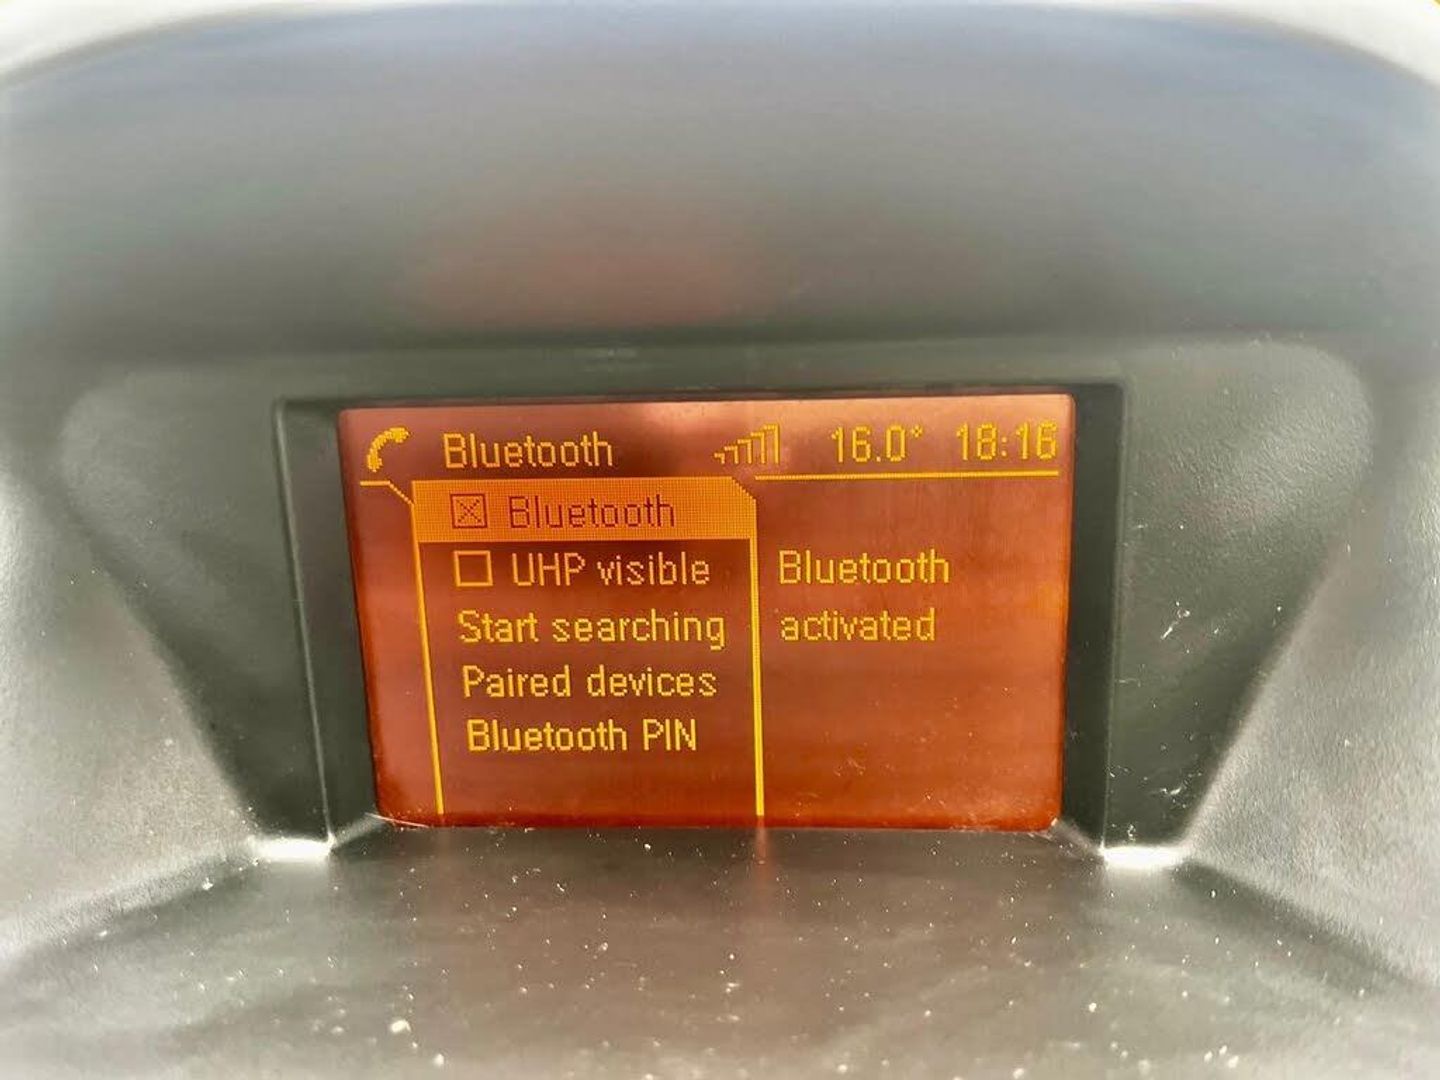 Bluetooth 16.0° 18:16
Bluetooth
UHP visible
Start searching
Paired devices
Bluetooth PIN
Bluetooth
activated